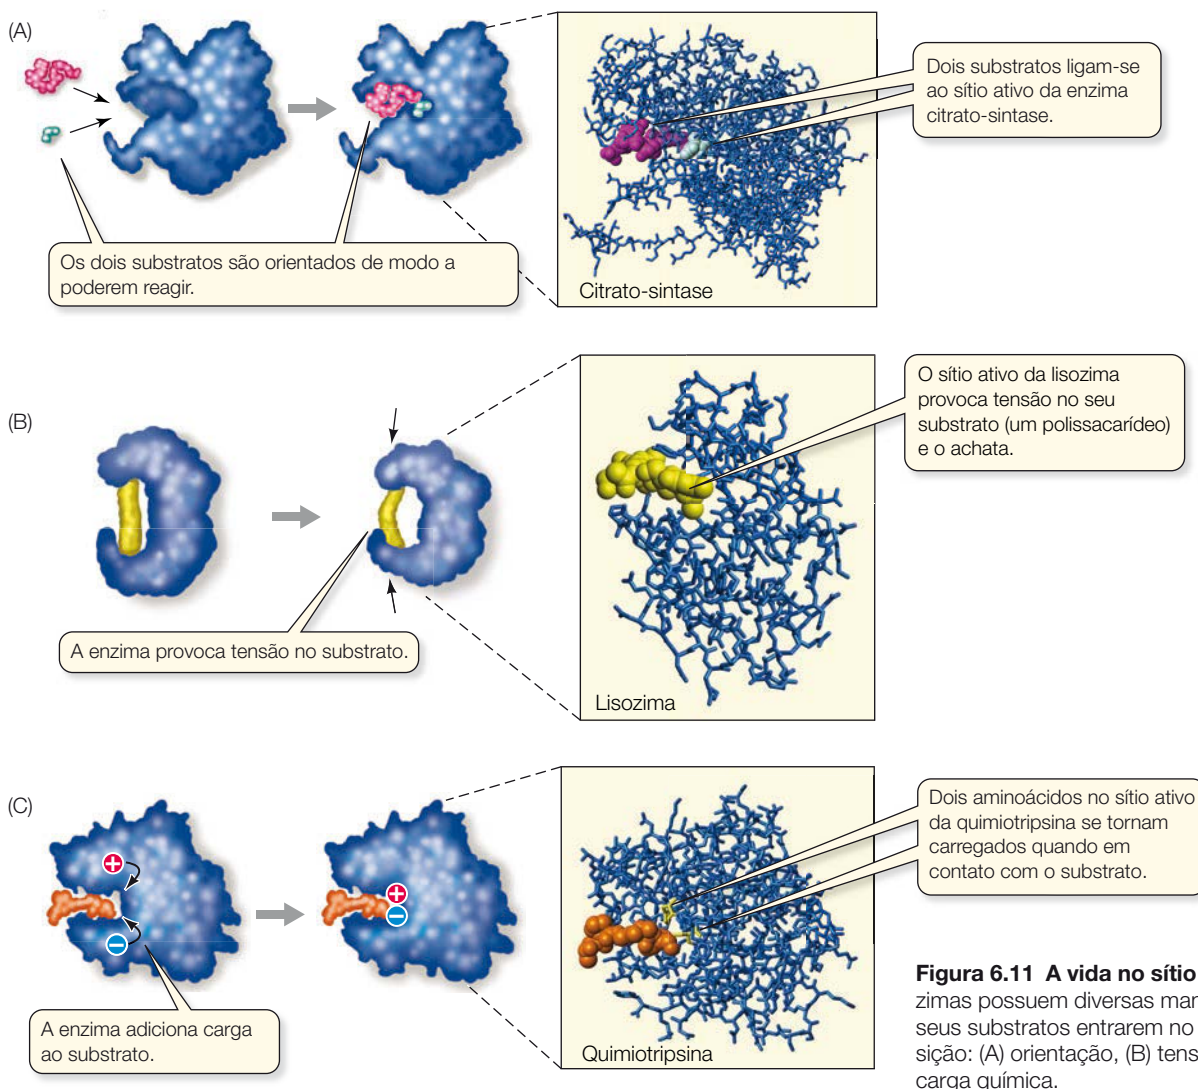 (A)
Dois substratos ligam-se
ao sítio ativo da enzima
citrato-sintase.
Os dois substratos são orientados de modo a
poderem reagir.
Citrato-sintase
(B)
O sítio ativo da lisozima
provoca tensão no seu
substrato (um polissacarídeo)
e o achata.
A enzima provoca tensão no substrato.
Lisozima
(C)
+
−
+
−
Dois aminoácidos no sítio ativo
da quimiotripsina se tornam
carregados quando em
contato com o substrato.
A enzima adiciona carga
ao substrato.
Quimiotripsina
Figura 6.11 A vida no sítio
zimas possuem diversas
seus substratos entrarem no
sição: (A) orientação, (B)
carga química.